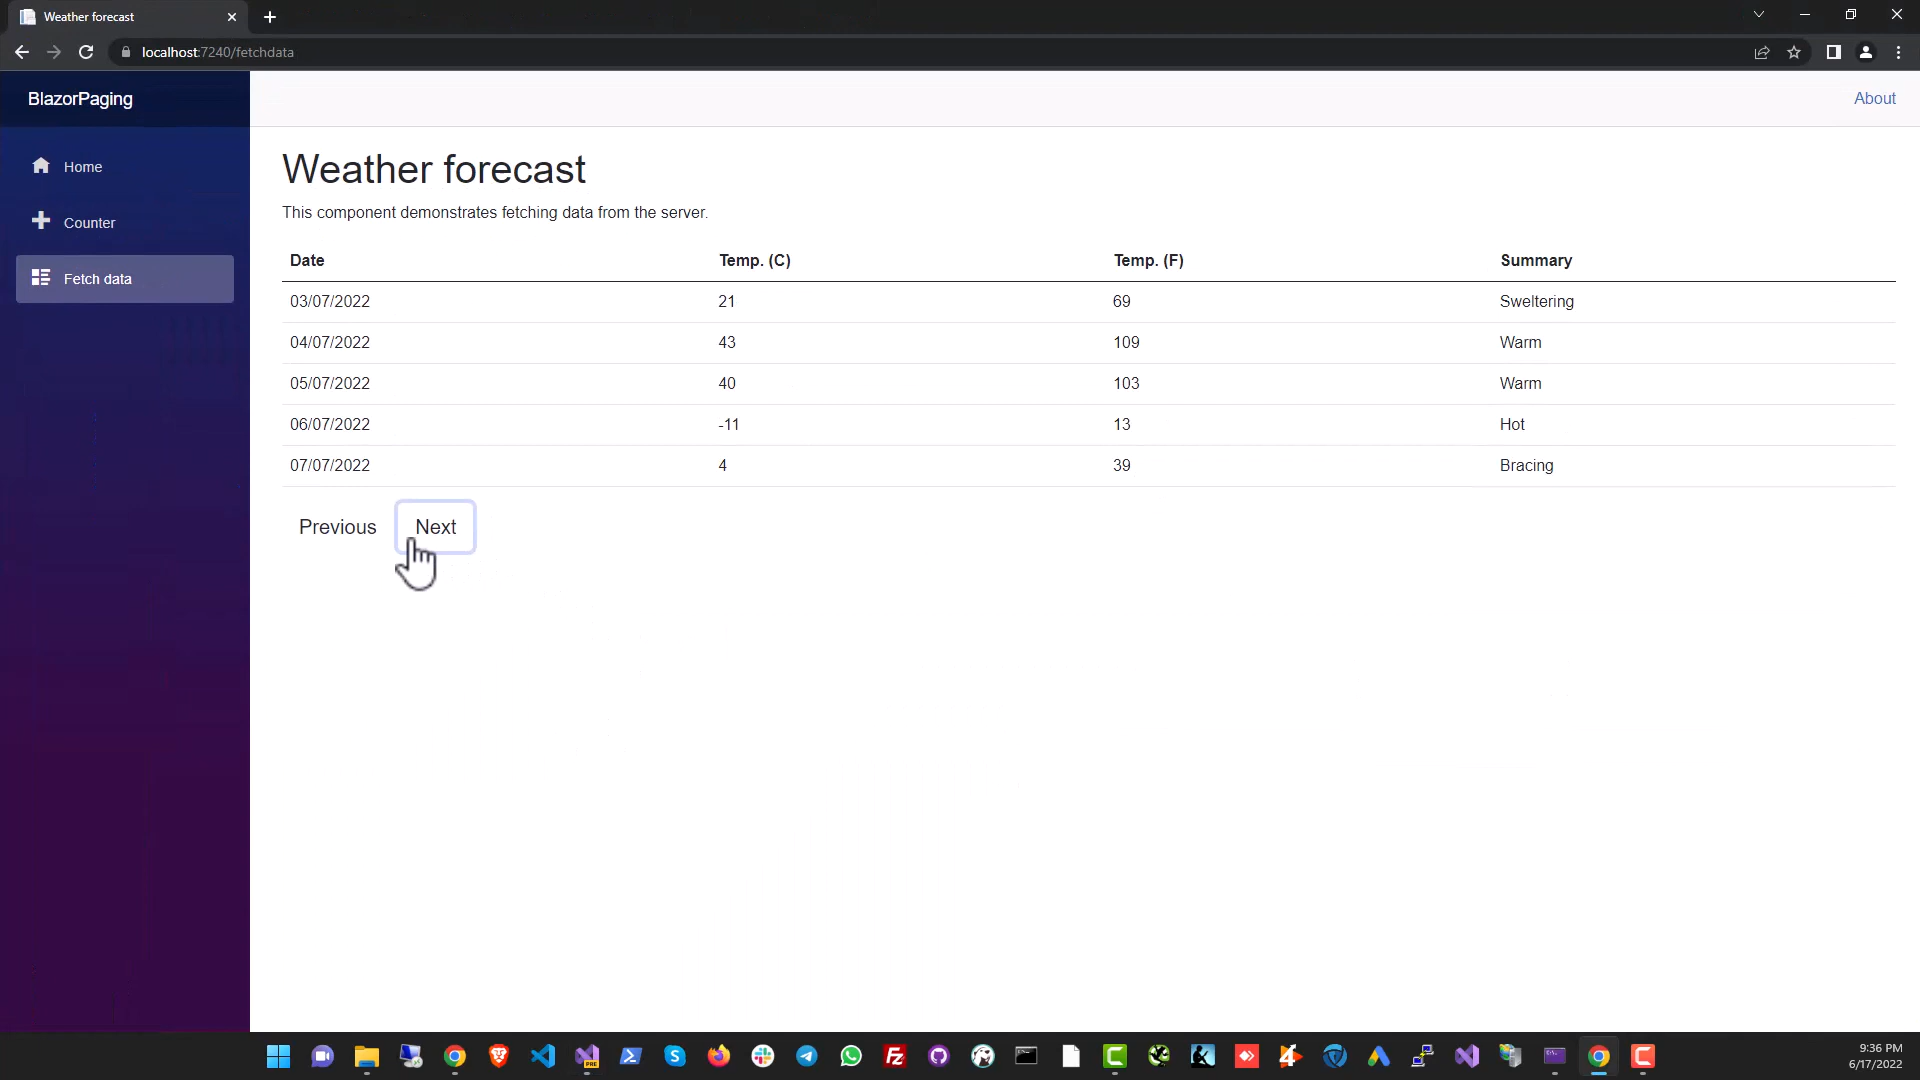 Weather forecast
localhost:7240/fetchdata
BlazorPaging
About
Home
Counter
Fetch data
Weather forecast
This component demonstrates fetching data from the server.
Date Temp. (C) Temp. (F) Summary
03/07/2022 21 69 Sweltering
04/07/2022 43 109 Warm
05/07/2022 40 103 Warm
06/07/2022 -11 13 Hot
07/07/2022 4 39 Bracing
Previous Next
9:36 PM
6/17/2022